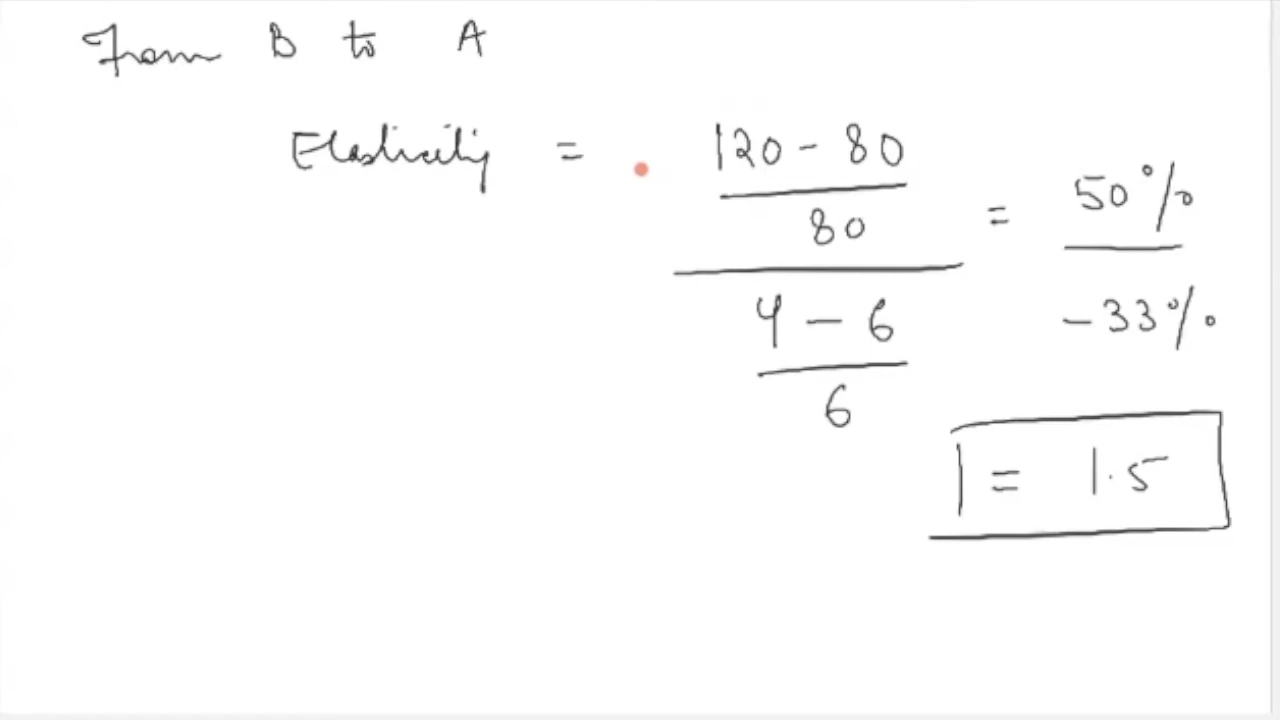 From B to A
Elasticity = 120 - 80
80
= 50%
4 - 6
- 33%
6
= 1.5